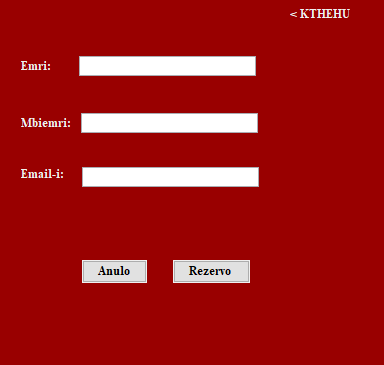 < KTHEHU
Emri:
Mbiemri:
Email-i:
Anulo Rezervo